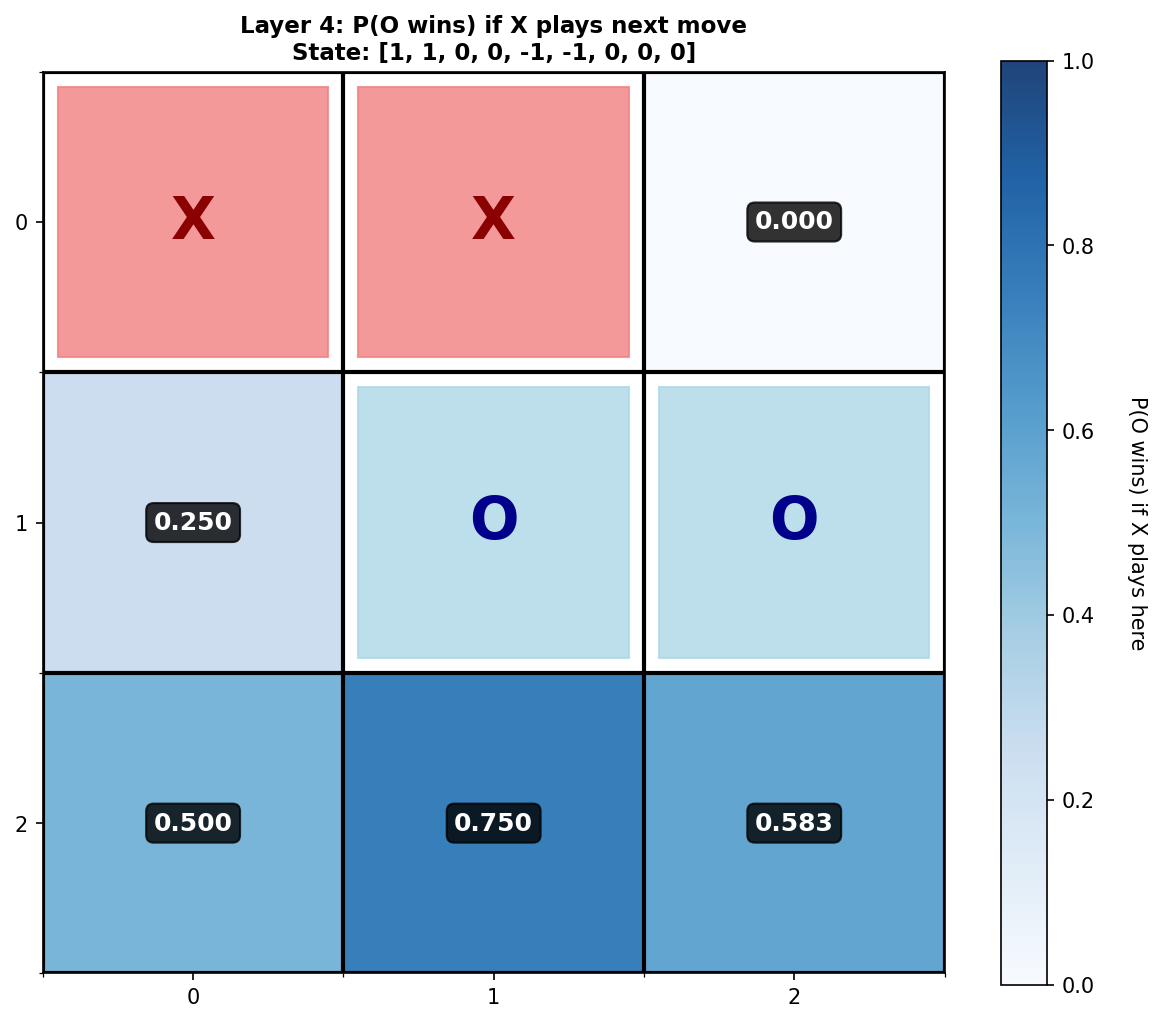 Layer 4: P(O wins) if X plays next move
State: [1, 1, 0, 0, -1, -1, 0, 0, 0]
0
X
X
0.000
1
0.250
O
O
2
0.500
0.750
0.583
0
1
2
1.0
0.8
0.6
0.4
0.2
0.0
P(O wins) if X plays here